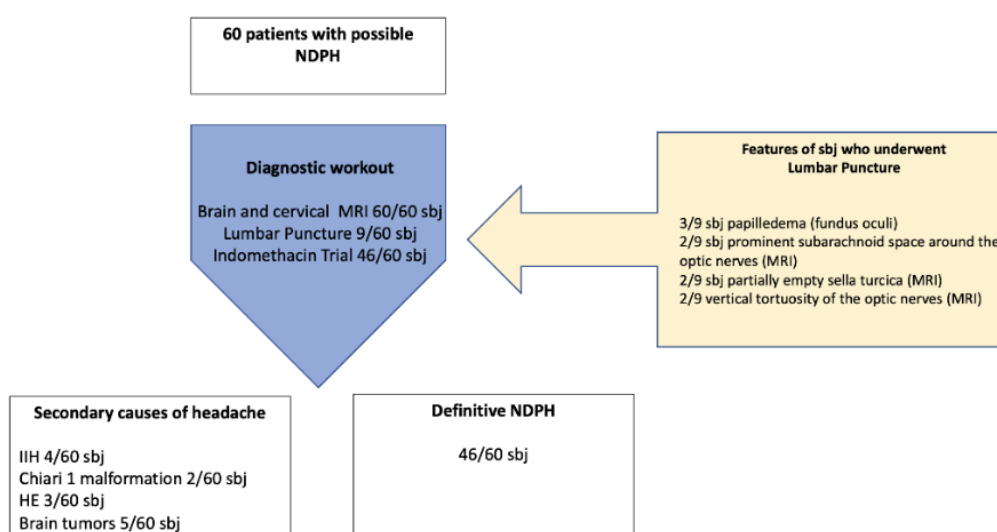 60 patients with possible
NDPH
Diagnostic workout
Brain and cervical MRI 60/60 sbj
Lumbar Puncture 9/60 sbj
Indomethacin Trial 46/60 sbj
Features of sbj who underwent
Lumbar Puncture
3/9 sbj papilledema (fundus oculi)
2/9 sbj prominent subarachnoid space around the
optic nerves (MRI)
2/9 sbj partially empty sella turcica (MRI)
2/9 vertical tortuosity of the optic nerves (MRI)
Secondary causes of headache
IIH 4/60 sbj
Chiari 1 malformation 2/60 sbj
HE 3/60 sbj
Brain tumors 5/60 sbj
Definitive NDPH
46/60 sbj